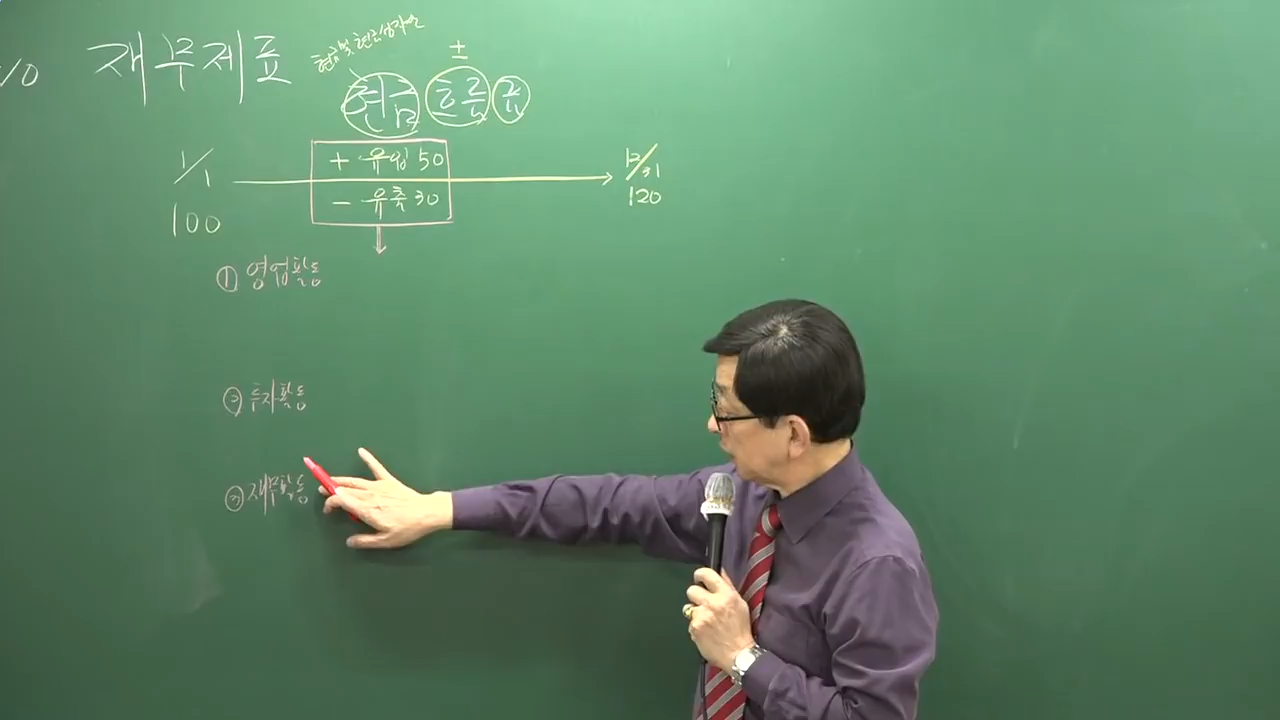 재무제표
현금및현금성자산
±
현금 흐름 표
1/1
+ 유입 50
12/31
100
- 유출 30
120
① 영업활동
② 투자활동
③ 재무활동